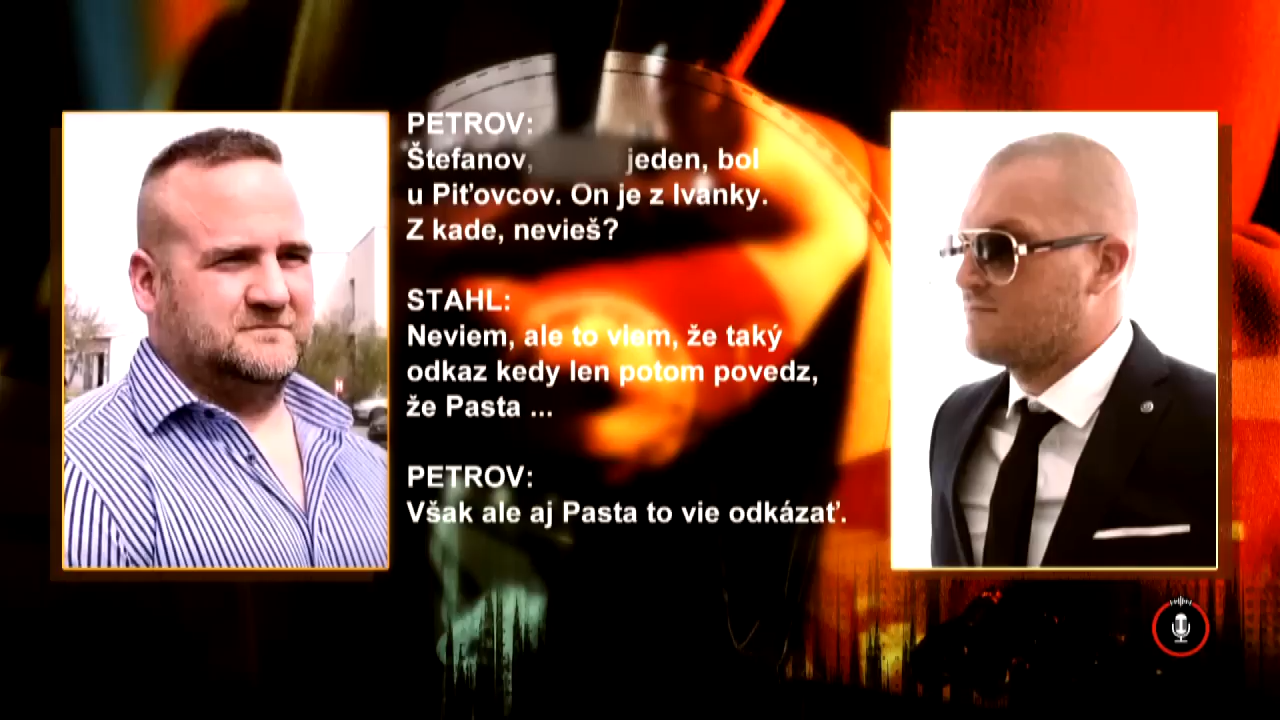 PETROV:
Štefanov, jeden, bol
u Piťovcov. On je z Ivanky.
Z kade, nevieš?
STAHL:
Neviem, ale to viem, že taký
odkaz kedy len potom povedz,
že Pasta ...
PETROV:
Však ale aj Pasta to vie odkázať.